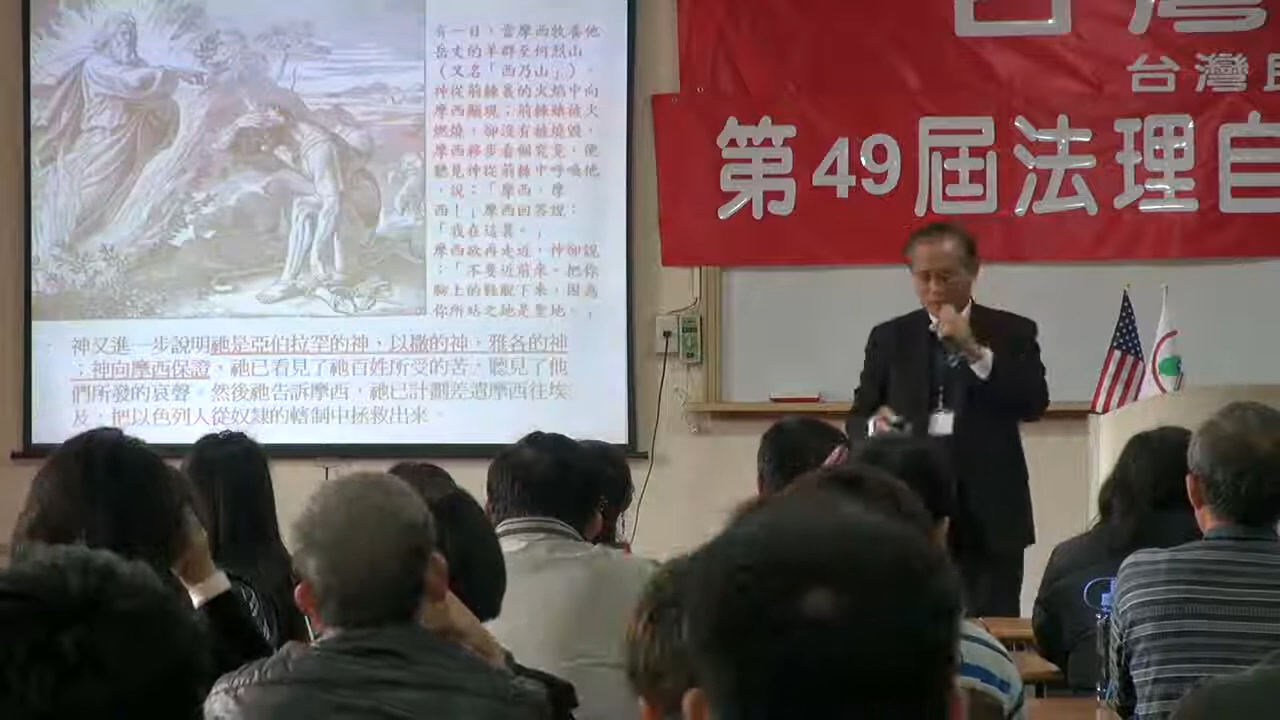 有一日，當摩西牧養他
岳丈的羊群至何烈山
（又名「西乃山」），
神從荊棘裏的火焰中向
摩西顯現；荊棘雖被火
燃燒，卻沒有被燒毀。
摩西移步看個究竟，便
聽見神從荊棘中呼喚他
，說：「摩西，摩
西！」摩西回答說：
「我在這裏。」
摩西欲再走近，神卻說
：「不要近前來。把你
腳上的鞋脫下來，因為
你所站之地是聖地。」
神又進一步說明祂是亞伯拉罕的神，以撒的神，雅各的神
；神向摩西保證，祂已看見了祂百姓所受的苦，聽見了他
們所發的哀聲。然後祂告訴摩西，祂已計劃差遣摩西往埃
及，把以色列人從奴隸的轄制中拯救出來。
台灣
台灣民
第49屆法理自